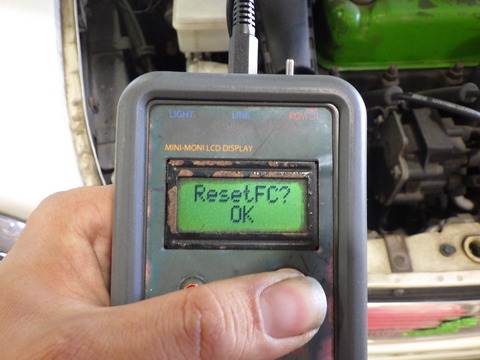 LIGHT LINK POWER
MINI-MONI LCD DISPLAY
ResetFC?
OK